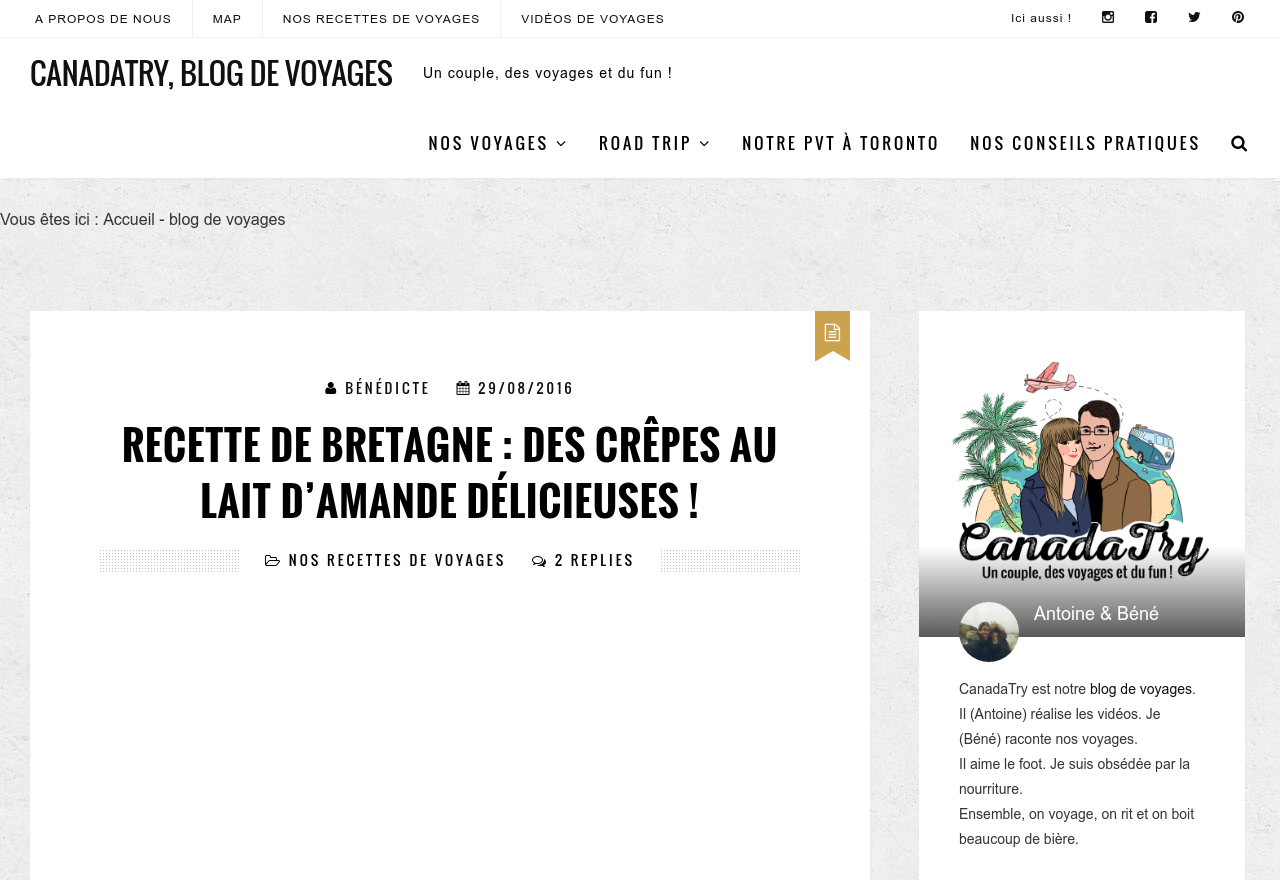 A PROPOS DE NOUS MAP NOS RECETTES DE VOYAGES VIDÉOS DE VOYAGES Ici aussi !
CANADATRY, BLOG DE VOYAGES Un couple, des voyages et du fun !
NOS VOYAGES ROAD TRIP NOTRE PVT À TORONTO NOS CONSEILS PRATIQUES
Vous êtes ici : Accueil - blog de voyages
BÉNÉDICTE 29/08/2016
RECETTE DE BRETAGNE : DES CRÊPES AU
LAIT D’AMANDE DÉLICIEUSES !
NOS RECETTES DE VOYAGES 2 REPLIES
CanadaTry
Un couple, des voyages et du fun !
Antoine & Béné
CanadaTry est notre blog de voyages.
Il (Antoine) réalise les vidéos. Je
(Béné) raconte nos voyages.
Il aime le foot. Je suis obsédée par la
nourriture.
Ensemble, on voyage, on rit et on boit
beaucoup de bière.